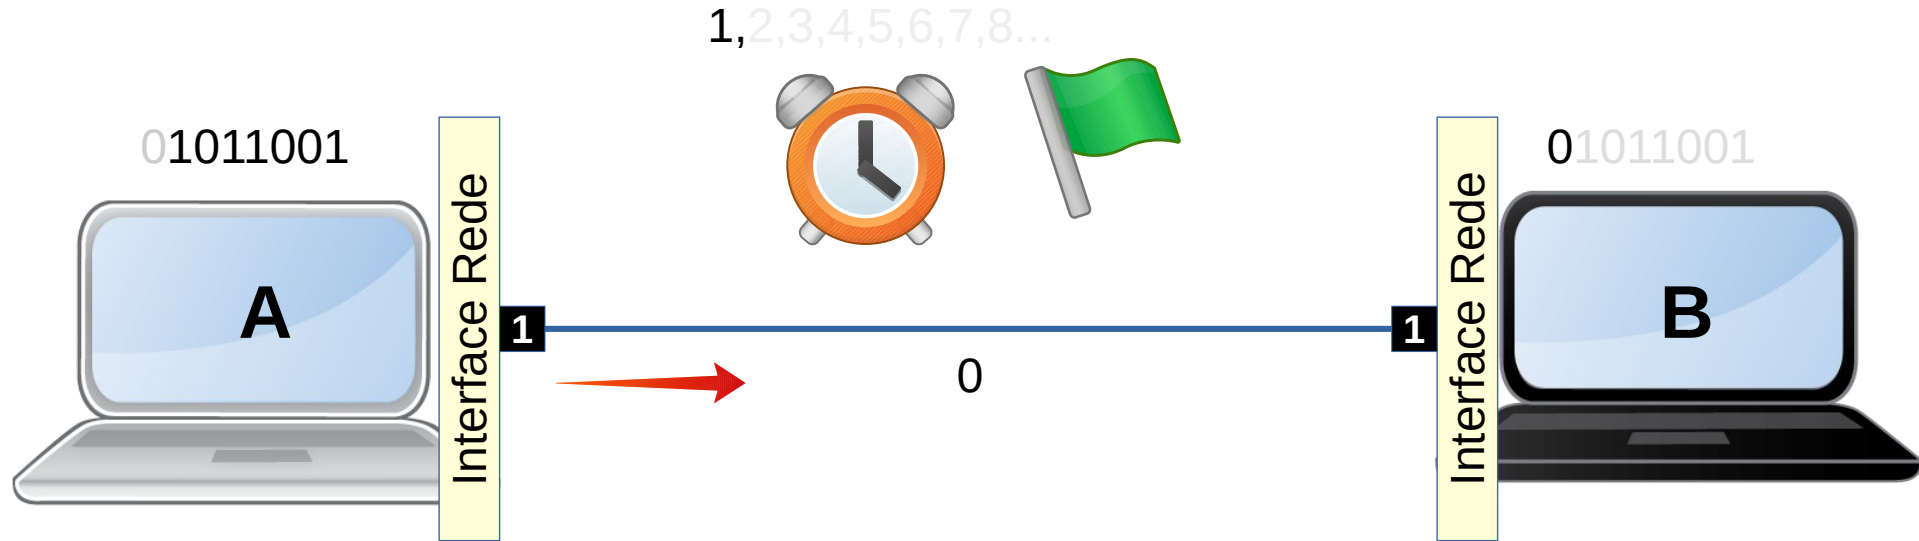 1,2,3,4,5,6,7,8...
01011001
01011001
A
Interface Rede
1
0
1
Interface Rede
B